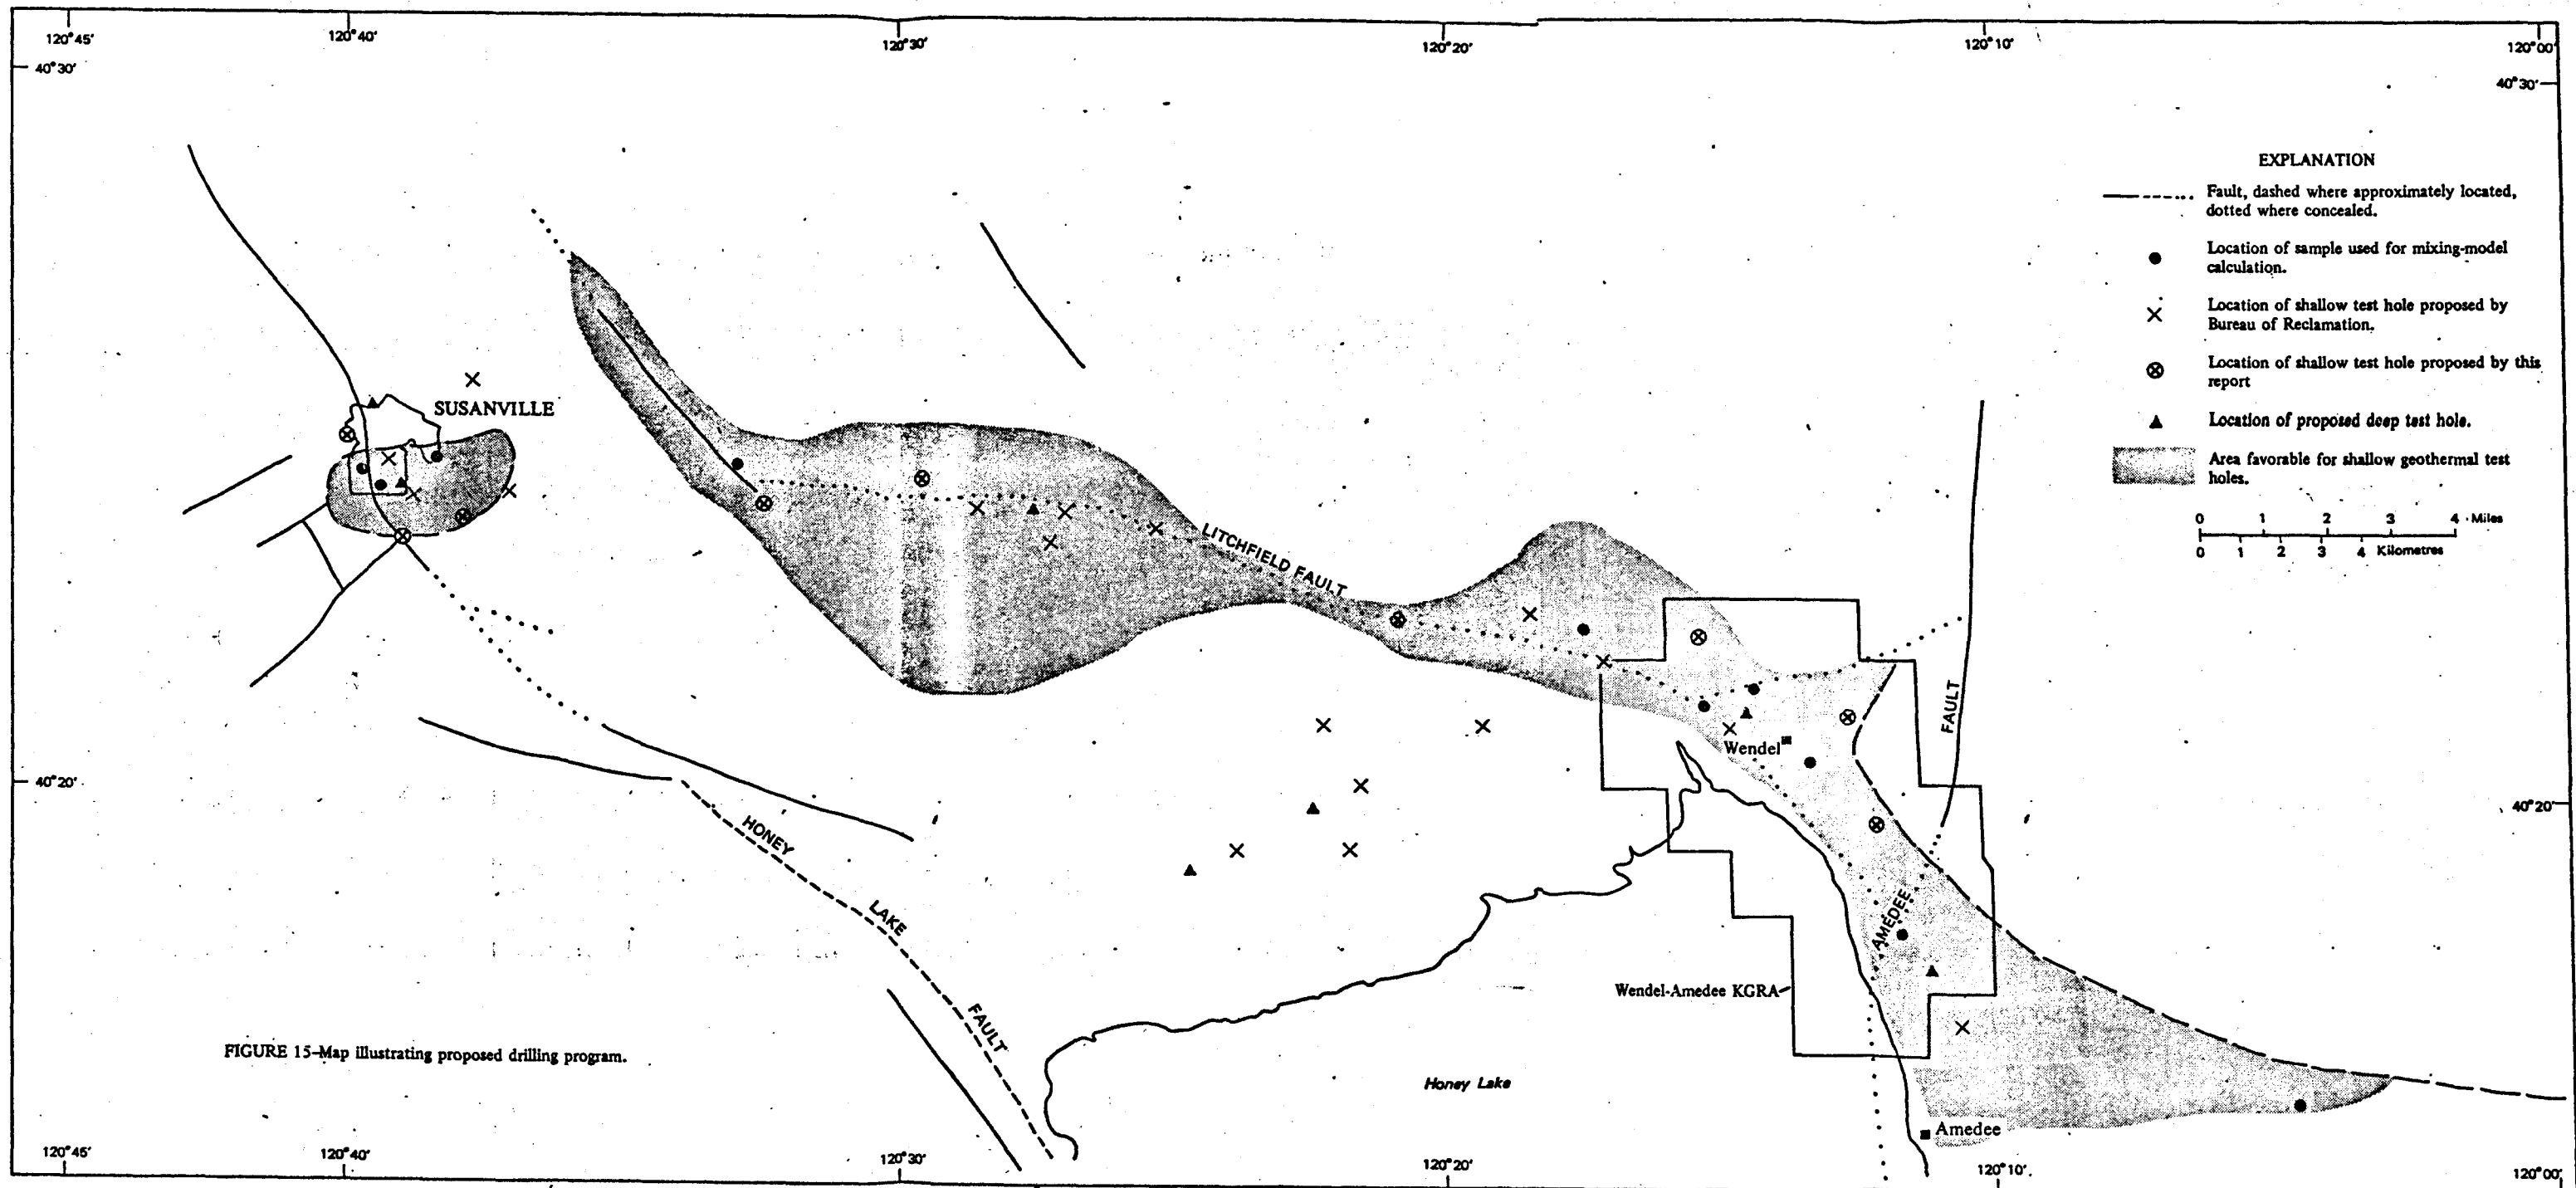 120°45' 120°40' 120°30' 120°20' 120°10' 120°00'
40°30' 40°30'
EXPLANATION
Fault, dashed where approximately located,
dotted where concealed.
Location of sample used for mixing-model
calculation.
Location of shallow test hole proposed by
Bureau of Reclamation.
Location of shallow test hole proposed by this
report
Location of proposed deep test hole.
Area favorable for shallow geothermal test
holes.
0 1 2 3 4 Miles
0 1 2 3 4 Kilometres
SUSANVILLE
LITCHFIELD FAULT
FAULT
Wendel
40°20' 40°20'
HONEY
LAKE
FAULT
AMEDEE
Wendel-Amedee KGRA
FIGURE 15-Map illustrating proposed drilling program.
Honey Lake
Amedee
120°45' 120°40' 120°30' 120°20' 120°10' 120°00'